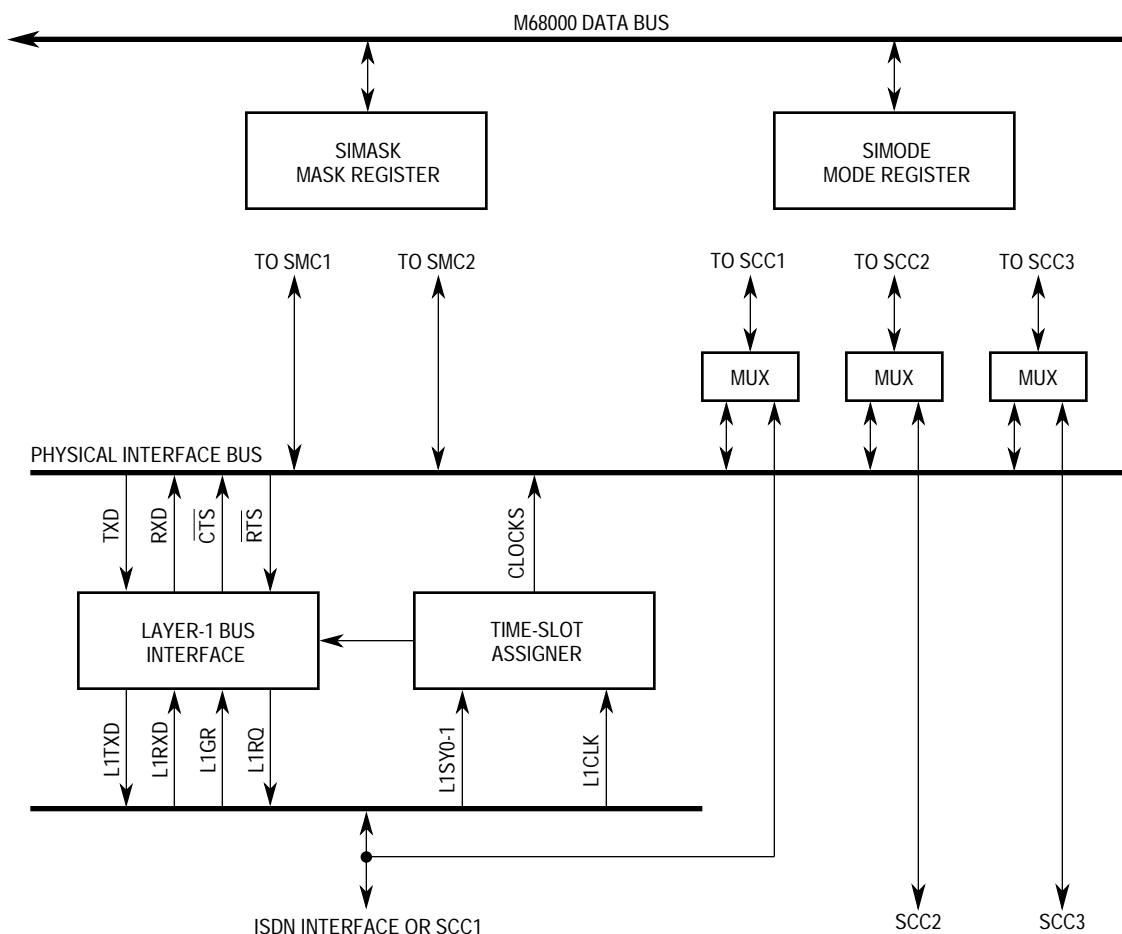 M68000 DATA BUS
SIMASK
MASK REGISTER
SIMODE
MODE REGISTER
TO SMC1
TO SMC2
TO SCC1
TO SCC2
TO SCC3
MUX
MUX
MUX
PHYSICAL INTERFACE BUS
TXD
RXD
CTS
RTS
CLOCKS
LAYER-1 BUS
INTERFACE
TIME-SLOT
ASSIGNER
L1TXD
L1RXD
L1GR
L1RQ
L1SY0-1
L1CLK
ISDN INTERFACE OR SCC1
SCC2
SCC3